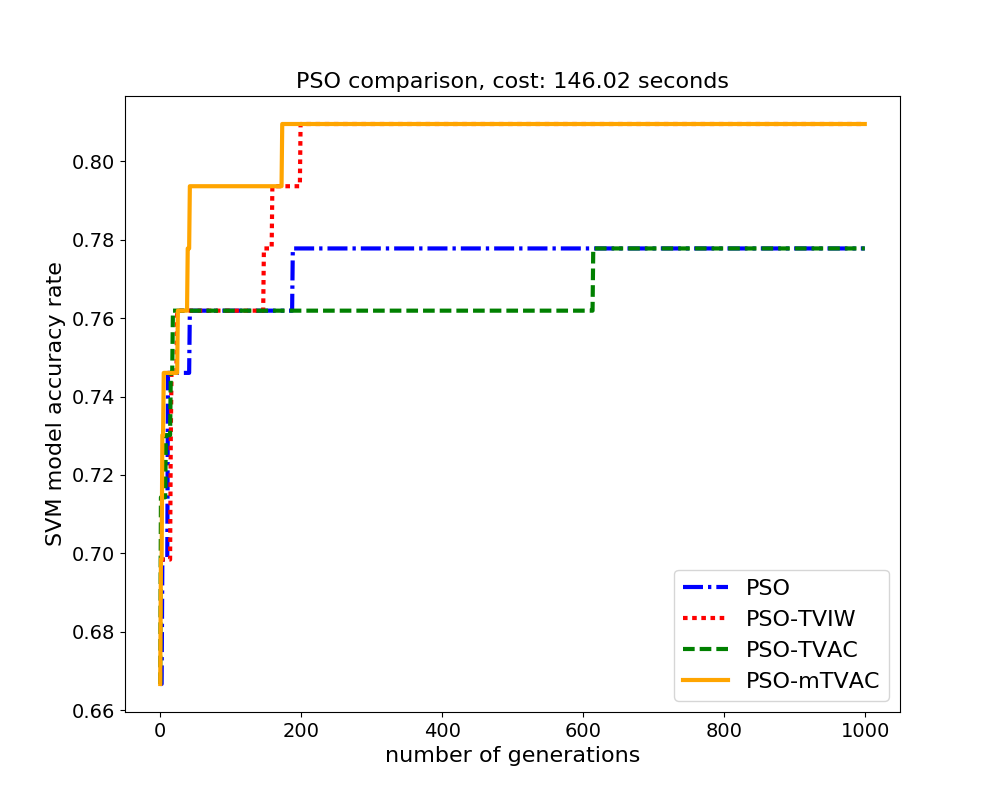 PSO comparison, cost: 146.02 seconds
SVM model accuracy rate
0.80
0.78
0.76
0.74
0.72
0.70
0.68
0.66
0 200 400 600 800 1000
number of generations
PSO
PSO-TVIW
PSO-TVAC
PSO-mTVAC